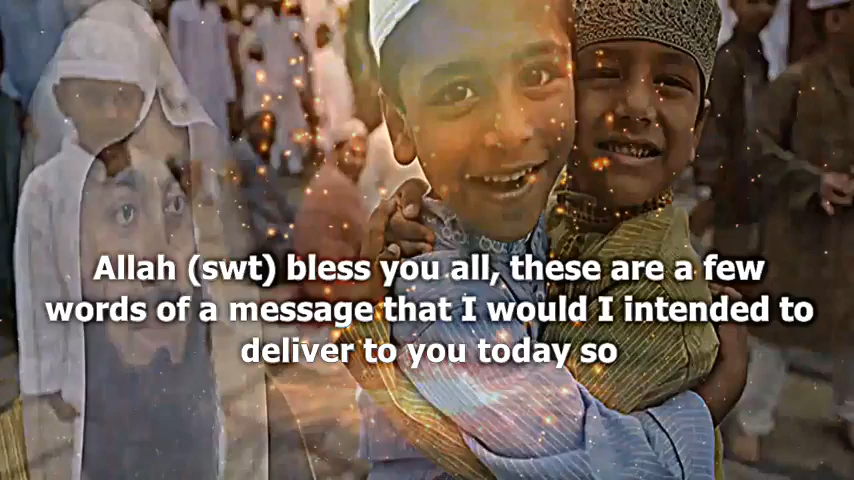 Allah (swt) bless you all, these are a few
words of a message that I would I intended to
deliver to you today so